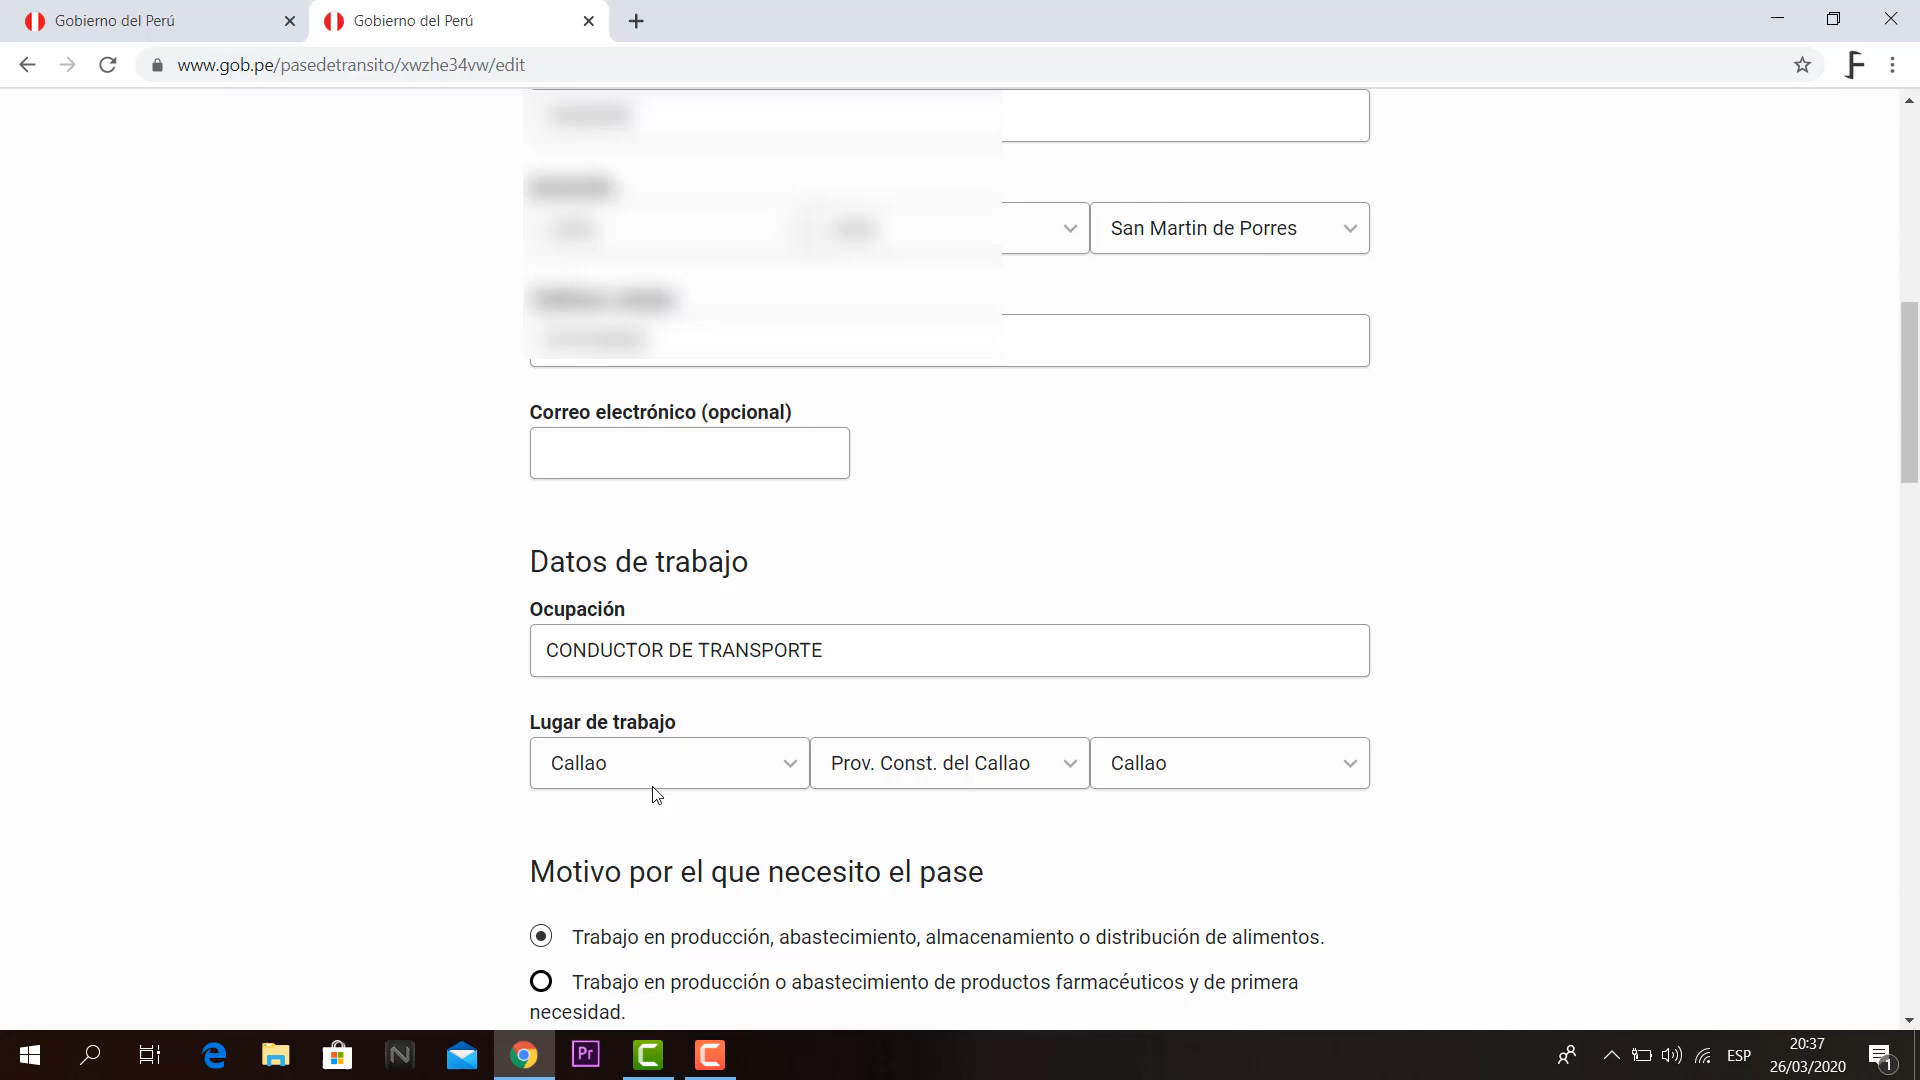 Gobierno del Perú
Gobierno del Perú
www.gob.pe/pasedetransito/xwzhe34vw/edit
San Martin de Porres
Correo electrónico (opcional)
Datos de trabajo
Ocupación
CONDUCTOR DE TRANSPORTE
Lugar de trabajo
Callao
Prov. Const. del Callao
Callao
Motivo por el que necesito el pase
Trabajo en producción, abastecimiento, almacenamiento o distribución de alimentos.
Trabajo en producción o abastecimiento de productos farmacéuticos y de primera
necesidad.
Pr
ESP
20:37
26/03/2020
1